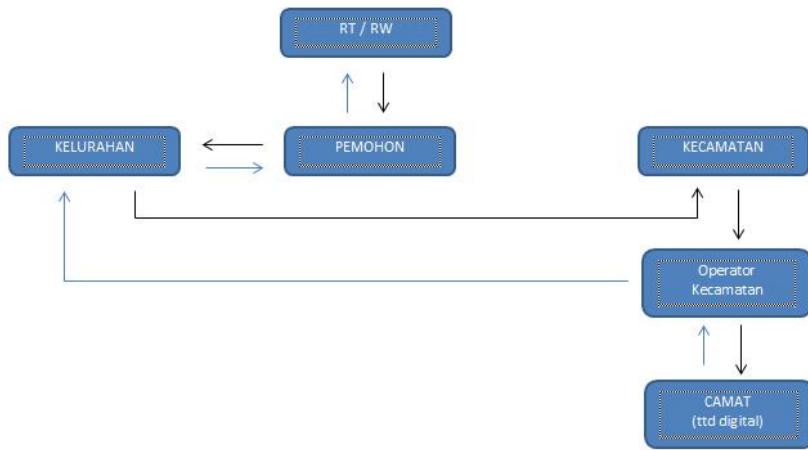 RT / RW
KELURAHAN
PEMOHON
KECAMATAN
Operator
Kecamatan
CAMAT
(ttd digital)